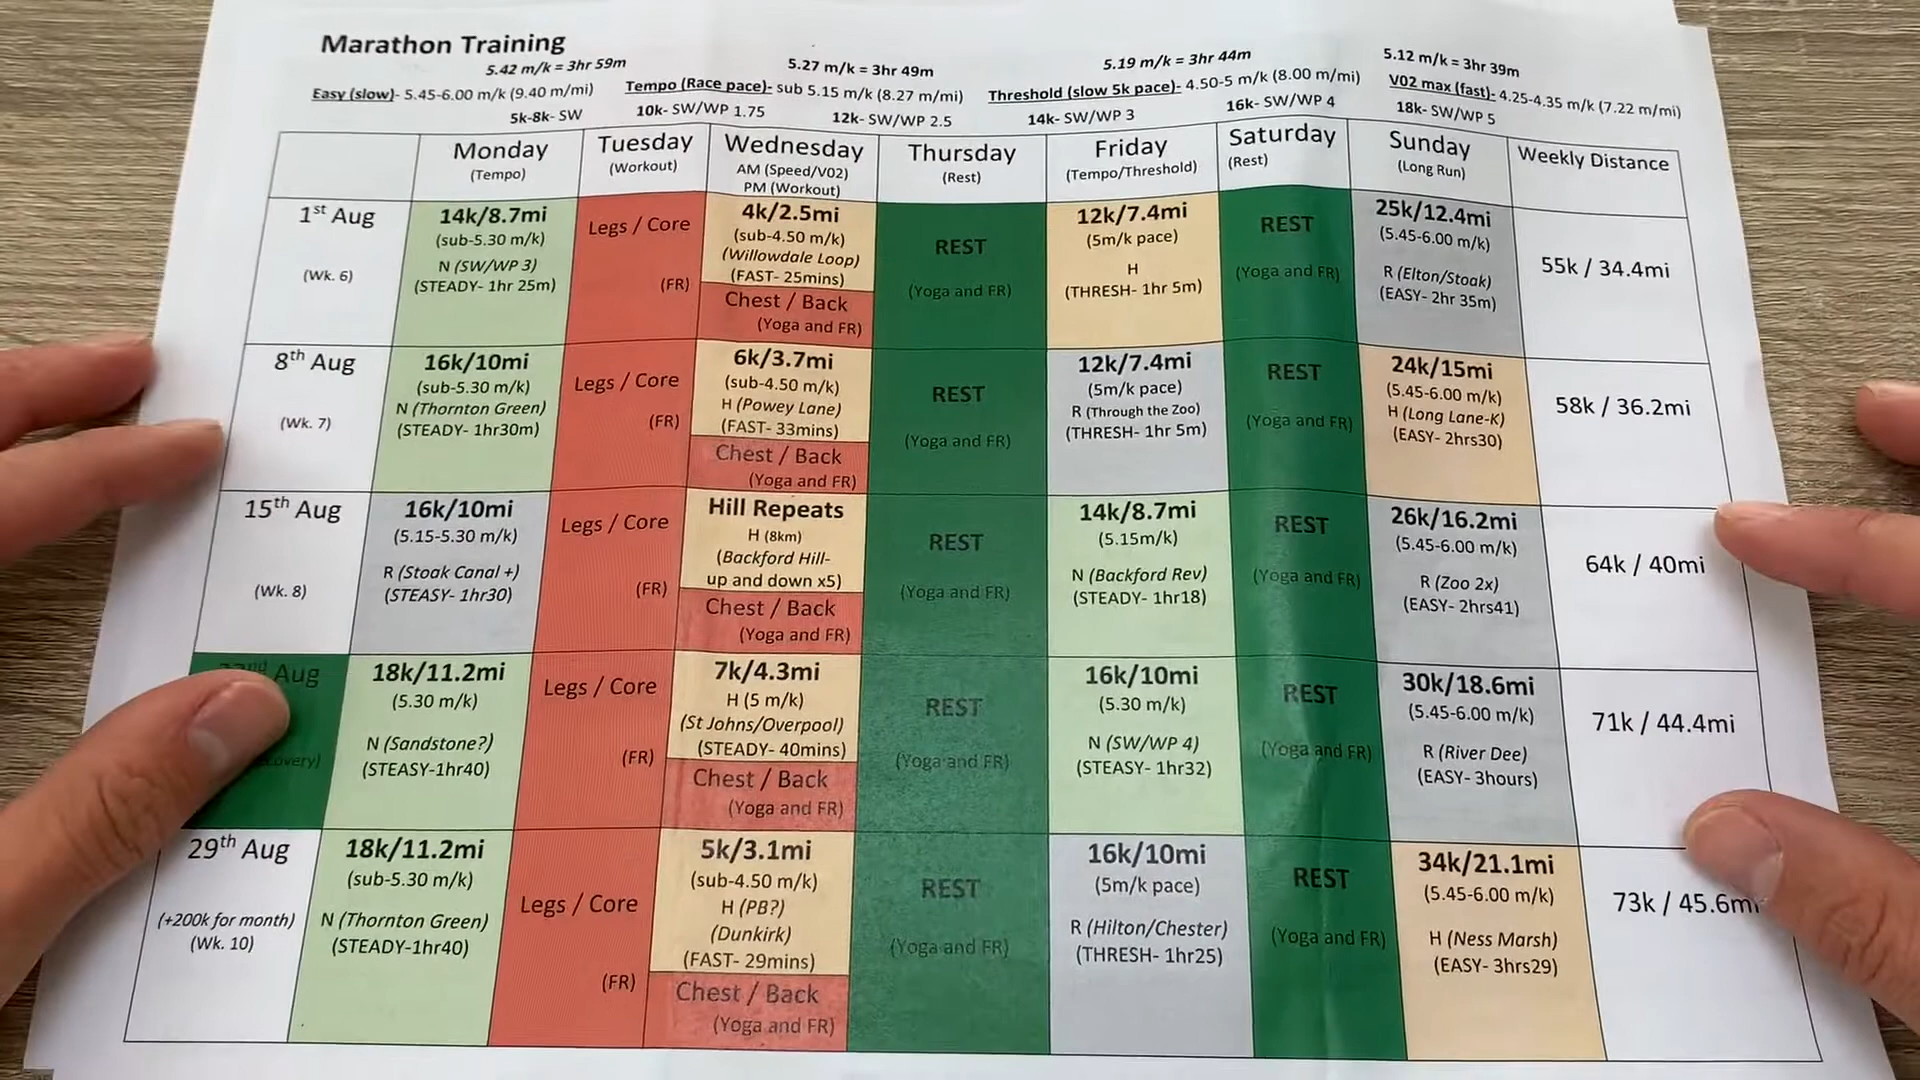 Marathon Training
5.42 m/k = 3hr 59m
5.27 m/k = 3hr 49m
5.19 m/k = 3hr 44m
5.12 m/k = 3hr 39m
Easy (slow)- 5.45-6.00 m/k (9.40 m/mi)
Tempo (Race pace)- sub 5.15 m/k (8.27 m/mi)
Threshold (slow 5k pace)- 4.50-5 m/k (8.00 m/mi)
V02 max (fast)- 4.25-4.35 m/k (7.22 m/mi)
5k-8k- SW
10k- SW/WP 1.75
12k- SW/WP 2.5
14k- SW/WP 3
16k- SW/WP 4
18k- SW/WP 5
Monday
(Tempo)
Tuesday
(Workout)
Wednesday
AM (Speed/V02)
PM (Workout)
Thursday
(Rest)
Friday
(Tempo/Threshold)
Saturday
(Rest)
Sunday
(Long Run)
Weekly Distance
1st Aug
(Wk. 6)
14k/8.7mi
(sub-5.30 m/k)
N (SW/WP 3)
(STEADY- 1hr 25m)
Legs / Core
(FR)
4k/2.5mi
(sub-4.50 m/k)
(Willowdale Loop)
(FAST- 25mins)
Chest / Back
(Yoga and FR)
REST
(Yoga and FR)
12k/7.4mi
(5m/k pace)
H
(THRESH- 1hr 5m)
REST
(Yoga and FR)
25k/12.4mi
(5.45-6.00 m/k)
R (Elton/Stoak)
(EASY- 2hr 35m)
55k / 34.4mi
8th Aug
(Wk. 7)
16k/10mi
(sub-5.30 m/k)
N (Thornton Green)
(STEADY- 1hr30m)
Legs / Core
(FR)
6k/3.7mi
(sub-4.50 m/k)
H (Powey Lane)
(FAST- 33mins)
Chest / Back
(Yoga and FR)
REST
(Yoga and FR)
12k/7.4mi
(5m/k pace)
R (Through the Zoo)
(THRESH- 1hr 5m)
REST
(Yoga and FR)
24k/15mi
(5.45-6.00 m/k)
H (Long Lane-K)
(EASY- 2hrs30)
58k / 36.2mi
15th Aug
(Wk. 8)
16k/10mi
(5.15-5.30 m/k)
R (Stoak Canal +)
(STEASY- 1hr30)
Legs / Core
(FR)
Hill Repeats
H (8km)
(Backford Hill-
up and down x5)
Chest / Back
(Yoga and FR)
REST
(Yoga and FR)
14k/8.7mi
(5.15m/k)
N (Backford Rev)
(STEADY- 1hr18)
REST
(Yoga and FR)
26k/16.2mi
(5.45-6.00 m/k)
R (Zoo 2x)
(EASY- 2hrs41)
64k / 40mi
Aug
18k/11.2mi
(5.30 m/k)
N (Sandstone?)
(STEASY-1hr40)
Legs / Core
(FR)
7k/4.3mi
H (5 m/k)
(St Johns/Overpool)
(STEADY- 40mins)
Chest / Back
(Yoga and FR)
REST
(Yoga and FR)
16k/10mi
(5.30 m/k)
N (SW/WP 4)
(STEASY- 1hr32)
REST
(Yoga and FR)
30k/18.6mi
(5.45-6.00 m/k)
R (River Dee)
(EASY- 3hours)
71k / 44.4mi
29th Aug
(+200k for month)
(Wk. 10)
18k/11.2mi
(sub-5.30 m/k)
N (Thornton Green)
(STEADY-1hr40)
Legs / Core
(FR)
5k/3.1mi
(sub-4.50 m/k)
H (PB?)
(Dunkirk)
(FAST- 29mins)
Chest / Back
(Yoga and FR)
REST
(Yoga and FR)
16k/10mi
(5m/k pace)
R (Hilton/Chester)
(THRESH- 1hr25)
REST
(Yoga and FR)
34k/21.1mi
(5.45-6.00 m/k)
H (Ness Marsh)
(EASY- 3hrs29)
73k / 45.6mi